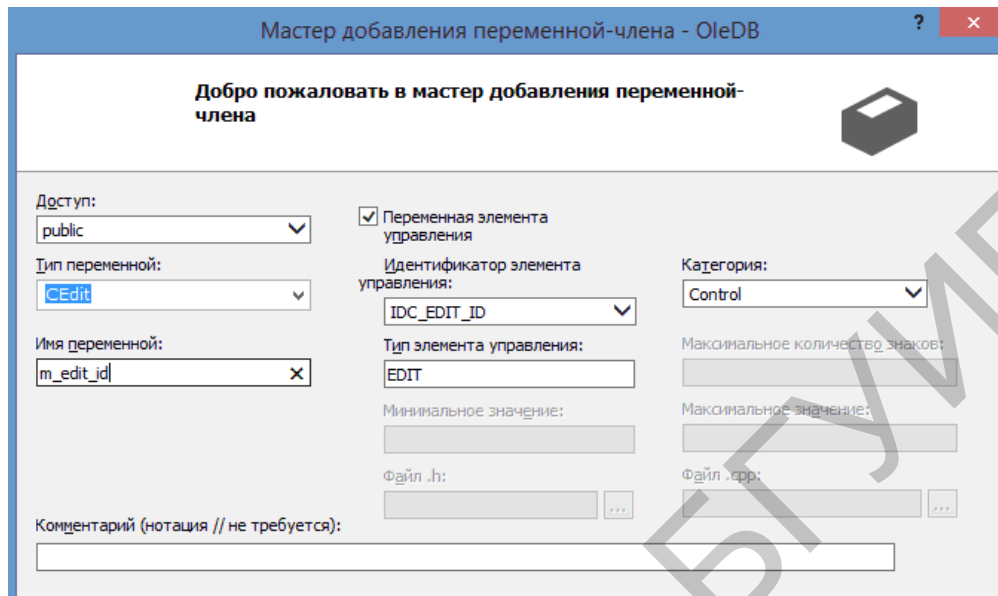 Мастер добавления переменной-члена - OleDB
?
×
Добро пожаловать в мастер добавления переменной-
члена
Доступ:
public
Переменная элемента
управления
Тип переменной:
CEdit
Идентификатор элемента
управления:
IDC_EDIT_ID
Категория:
Control
Имя переменной:
m_edit_id
×
Тип элемента управления:
EDIT
Максимальное количество знаков:
Минимальное значение:
Максимальное значение:
Файл .h:
...
Файл .cpp:
...
Комментарий (нотация // не требуется):
БГУИР